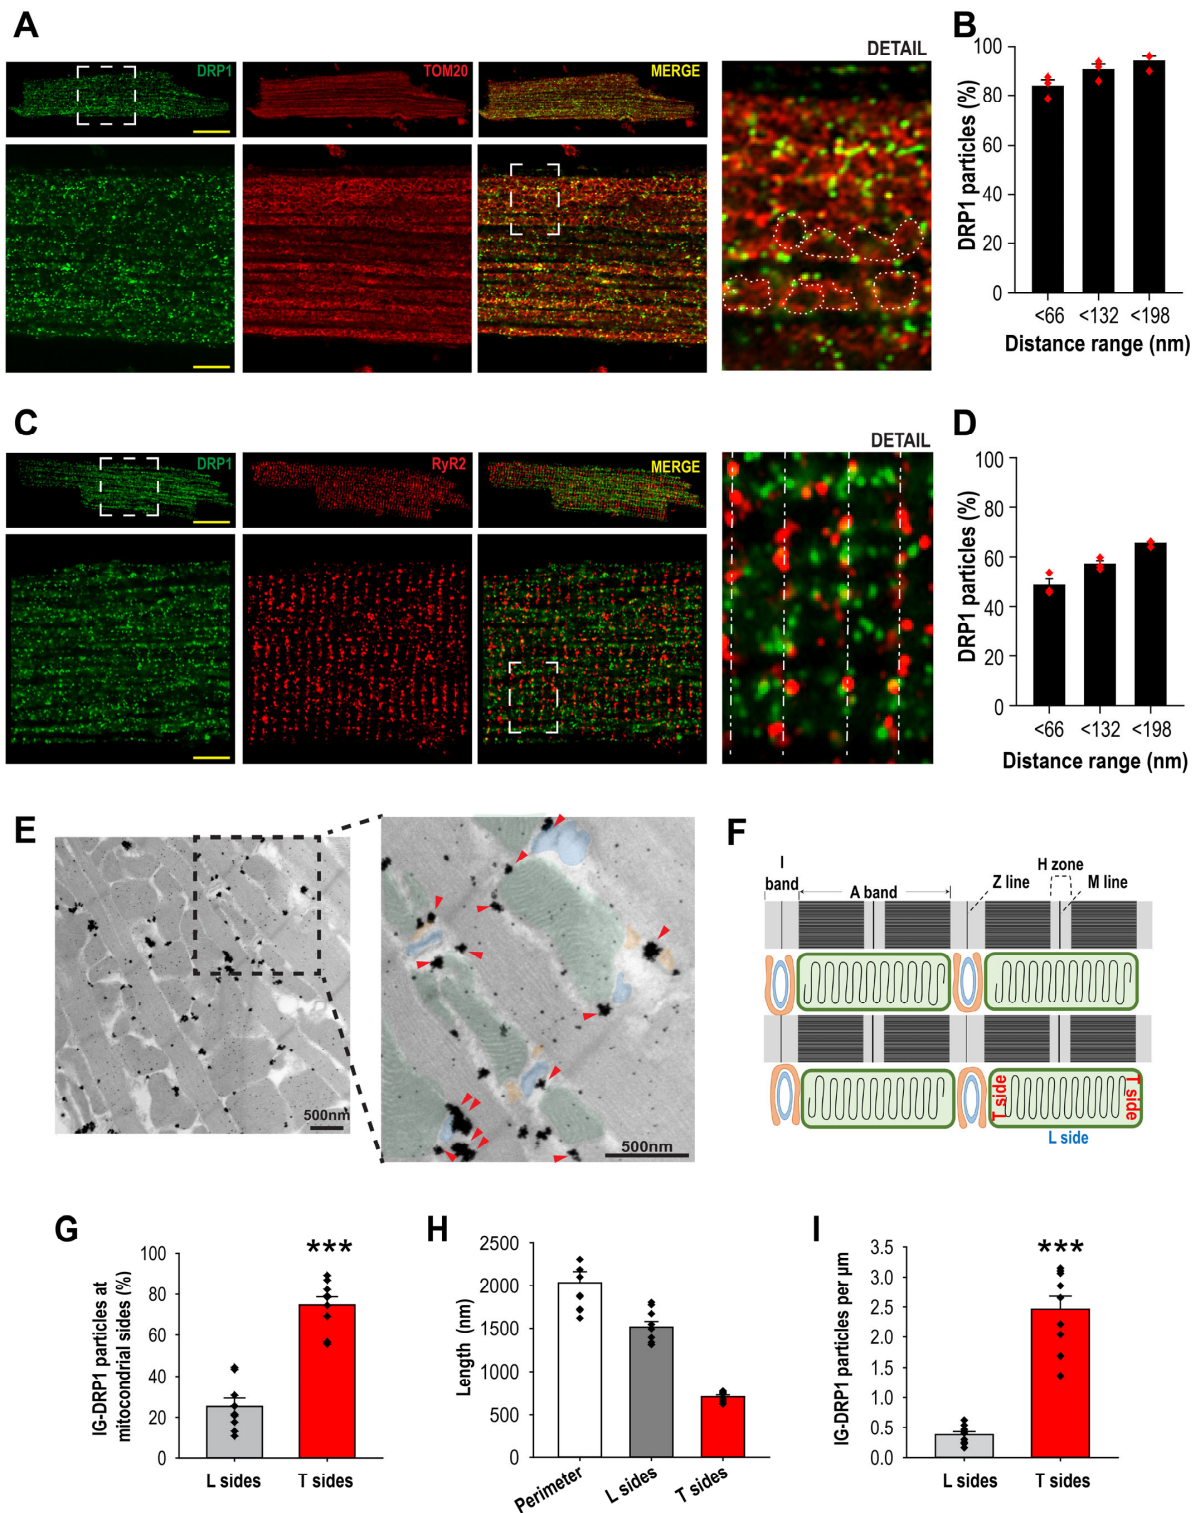 A
DRP1
TOM20
MERGE
DETAIL
B
DRP1 particles (%)
100
80
60
40
20
0
<66
<132
<198
Distance range (nm)
C
DRP1
RyR2
MERGE
DETAIL
D
DRP1 particles (%)
100
80
60
40
20
0
<66
<132
<198
Distance range (nm)
E
500nm
500nm
F
I
band
A band
Z line
H zone
M line
T side
T side
L side
G
IG-DRP1 particles at
mitocondrial sides (%)
100
80
60
40
20
0
***
L sides
T sides
H
Length (nm)
2500
2000
1500
1000
500
0
Perimeter
L sides
T sides
I
IG-DRP1 particles per µm
3.5
3.0
2.5
2.0
1.5
1.0
0.5
0.0
***
L sides
T sides